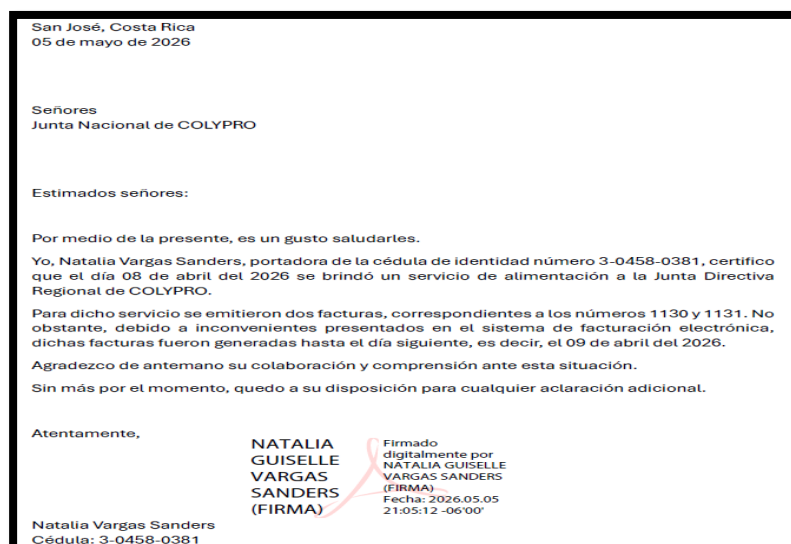 San José, Costa Rica
05 de mayo de 2026
Señores
Junta Nacional de COLYPRO
Estimados señores:
Por medio de la presente, es un gusto saludarles.
Yo, Natalia Vargas Sanders, portadora de la cédula de identidad número 3-0458-0381, certifico
que el día 08 de abril del 2026 se brindó un servicio de alimentación a la Junta Directiva
Regional de COLYPRO.
Para dicho servicio se emitieron dos facturas, correspondientes a los números 1130 y 1131. No
obstante, debido a inconvenientes presentados en el sistema de facturación electrónica,
dichas facturas fueron generadas hasta el día siguiente, es decir, el 09 de abril del 2026.
Agradezco de antemano su colaboración y comprensión ante esta situación.
Sin más por el momento, quedo a su disposición para cualquier aclaración adicional.
Atentamente,
NATALIA
GUISELLE
VARGAS
SANDERS
(FIRMA)
Firmado
digitalmente por
NATALIA GUISELLE
VARGAS SANDERS
(FIRMA)
Fecha: 2026.05.05
21:05:12 -06'00'
Natalia Vargas Sanders
Cédula: 3-0458-0381